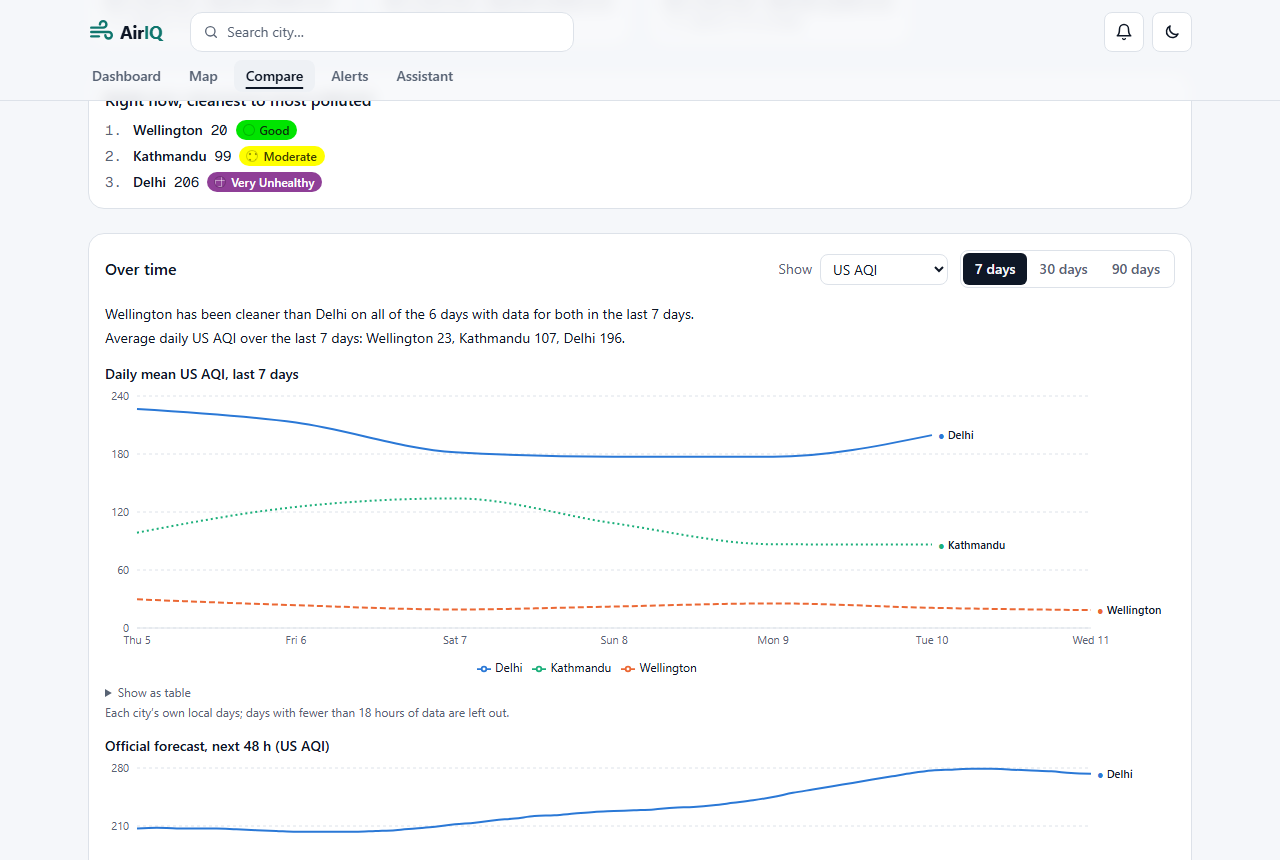 AirIQ
Search city...
Dashboard Map Compare Alerts Assistant
Right now, cleanest to most polluted
1. Wellington 20 Good
2. Kathmandu 99 Moderate
3. Delhi 206 Very Unhealthy
Over time
Show US AQI 7 days 30 days 90 days
Wellington has been cleaner than Delhi on all of the 6 days with data for both in the last 7 days.
Average daily US AQI over the last 7 days: Wellington 23, Kathmandu 107, Delhi 196.
Daily mean US AQI, last 7 days
240
Delhi
180
120
Kathmandu
60
Wellington
0
Thu 5 Fri 6 Sat 7 Sun 8 Mon 9 Tue 10 Wed 11
Delhi Kathmandu Wellington
Show as table
Each city's own local days; days with fewer than 18 hours of data are left out.
Official forecast, next 48 h (US AQI)
280
Delhi
210